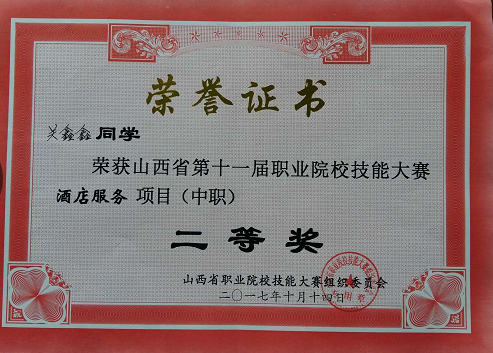 荣誉证书
关鑫鑫 同学
荣获山西省第十一届职业院校技能大赛
酒店服务 项目（中职）
二等奖
山西省职业院校技能大赛组织委员会
二〇一七年十月十四日